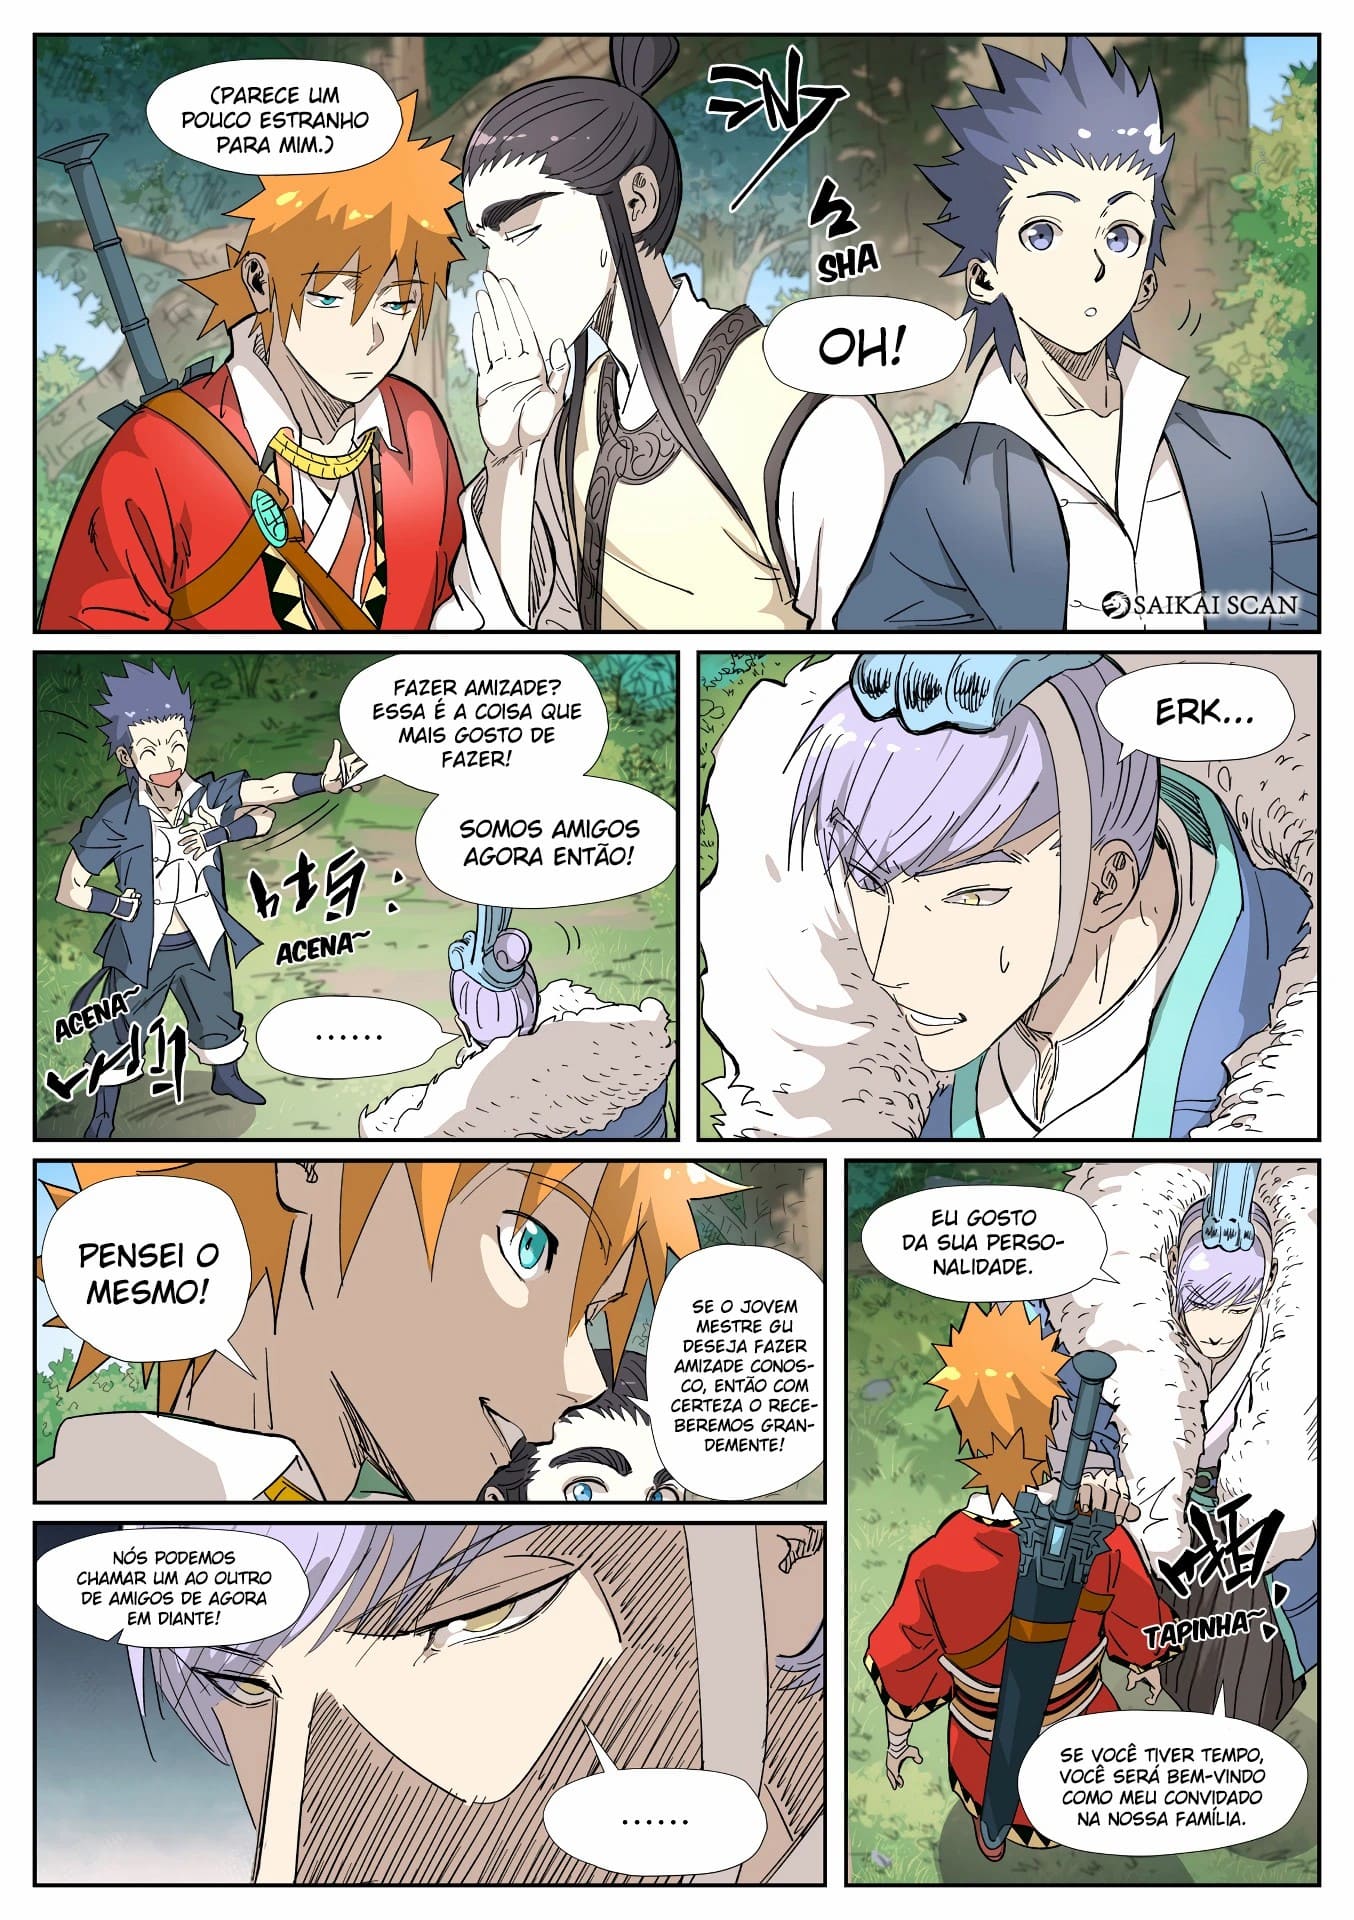 (PARECE UM
POUCO ESTRANHO
PARA MIM.)
SHA
OH!
SAIKAI SCAN
FAZER AMIZADE?
ESSA É A COISA QUE
MAIS GOSTO DE
FAZER!
SOMOS AMIGOS
AGORA ENTÃO!
ACENA~
ACENA~
......
ERK...
PENSEI O
MESMO!
SE O JOVEM
MESTRE GU
DESEJA FAZER
AMIZADE CONOS-
CO, ENTÃO COM
CERTEZA O RECE-
BEREMOS GRAN-
DEMENTE!
EU GOSTO
DA SUA PERSO-
NALIDADE.
TAPINHA~
SE VOCÊ TIVER TEMPO,
VOCÊ SERÁ BEM-VINDO
COMO MEU CONVIDADO
NA NOSSA FAMÍLIA.
NÓS PODEMOS
CHAMAR UM AO OUTRO
DE AMIGOS DE AGORA
EM DIANTE!
......